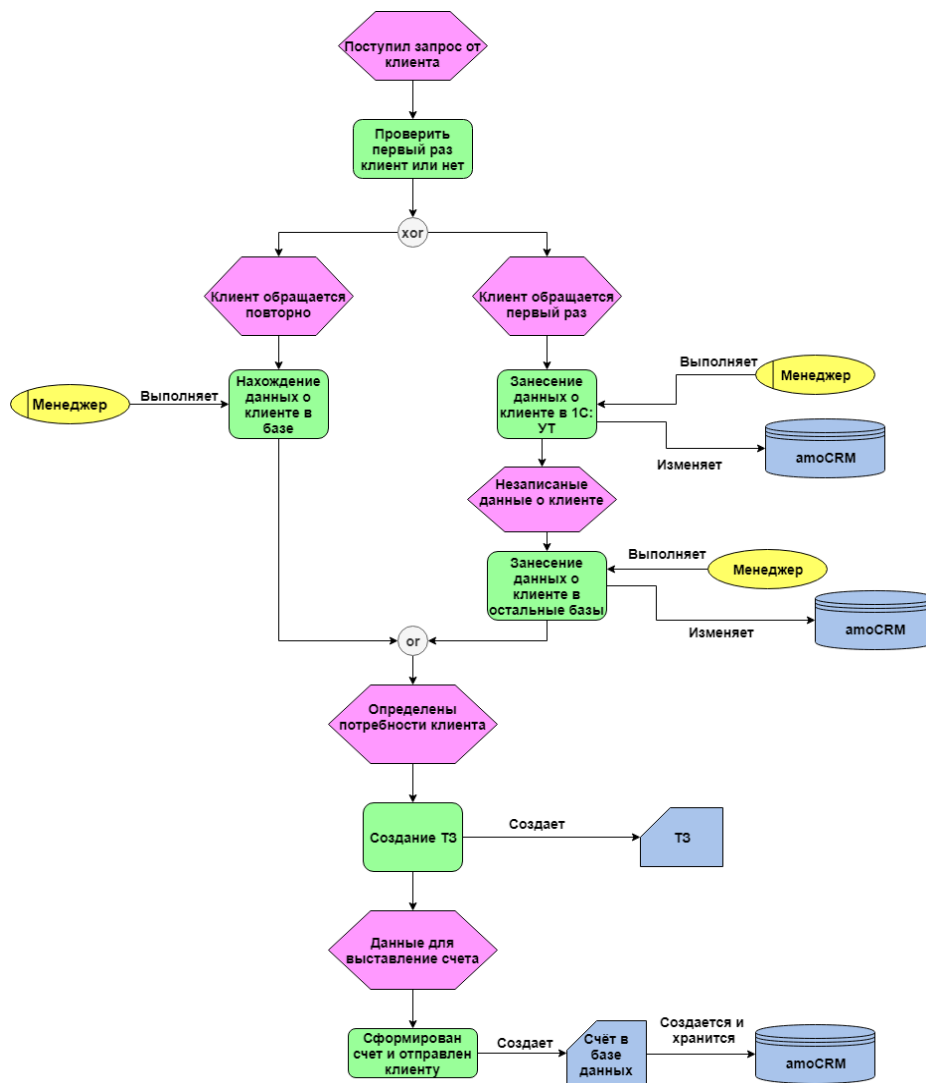 Поступил запрос от
клиента
Проверить
первый раз
клиент или нет
xor
Клиент обращается
повторно
Клиент обращается
первый раз
Менеджер
Выполняет
Нахождение
данных о
клиенте в
базе
Занесение
данных о
клиенте в 1С:
УТ
Выполняет
Менеджер
Изменяет
amoCRM
Незаписаные
данные о клиенте
Занесение
данных о
клиенте в
остальные базы
Выполняет
Менеджер
Изменяет
amoCRM
or
Определены
потребности клиента
Создание ТЗ
Создает
ТЗ
Данные для
выставление счета
Сформирован
счет и отправлен
клиенту
Создает
Счёт в
базе
данных
Создается и
хранится
amoCRM